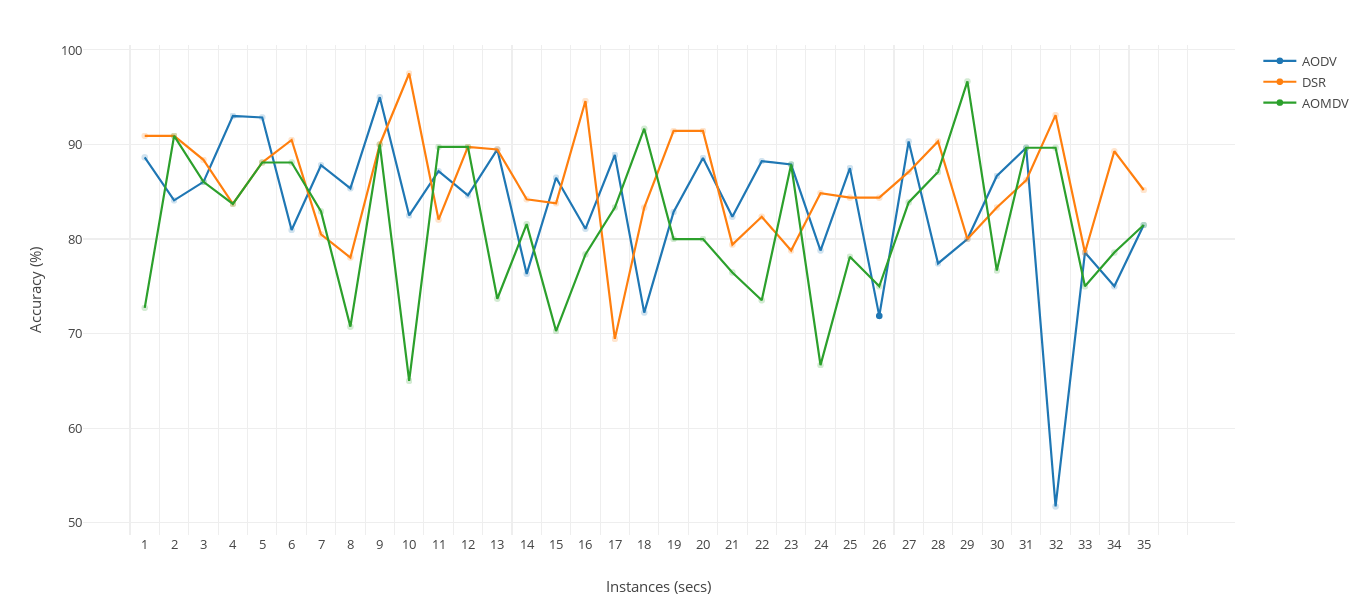 100
90
80
70
60
50
Accuracy (%)
1 2 3 4 5 6 7 8 9 10 11 12 13 14 15 16 17 18 19 20 21 22 23 24 25 26 27 28 29 30 31 32 33 34 35
Instances (secs)
AODV
DSR
AOMDV